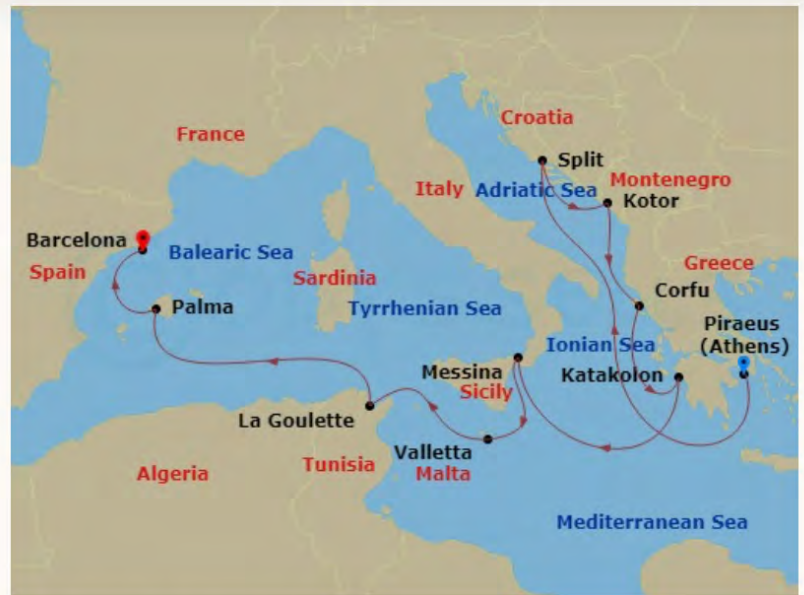 Croatia
France
Split
Italy
Adriatic Sea
Montenegro
Kotor
Barcelona
Balearic Sea
Spain
Sardinia
Greece
Corfu
Palma
Tyrrhenian Sea
Piraeus
(Athens)
Ionian Sea
Messina
Katakolon
Sicily
La Goulette
Valletta
Tunisia
Malta
Algeria
Mediterranean Sea